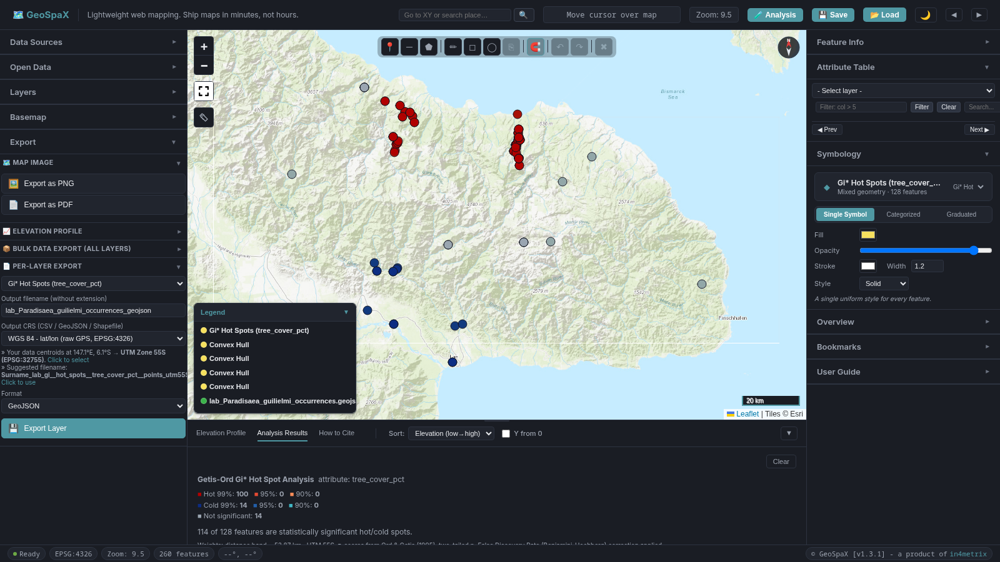 🗺️ GeoSpaX
Lightweight web mapping. Ship maps in minutes, not hours.
Go to XY or search place…
Move cursor over map
Zoom: 9.5
🧪 Analysis
💾 Save
📂 Load
Data Sources
Open Data
Layers
Basemap
Export
🗺️ MAP IMAGE
🖼️ Export as PNG
📄 Export as PDF
📈 ELEVATION PROFILE
📦 BULK DATA EXPORT (ALL LAYERS)
📄 PER-LAYER EXPORT
Gi* Hot Spots (tree_cover_pct)
Output filename (without extension)
lab_Paradisaea_guilielmi_occurrences_geojson
Output CRS (CSV / GeoJSON / Shapefile)
WGS 84 - lat/lon (raw GPS, EPSG:4326)
» Your data centroids at 147.1°E, 6.1°S → UTM Zone 55S
(EPSG:32755). Click to select
» Suggested filename:
Surname_lab_gi__hot_spots__tree_cover_pct__points_utm55S
Click to use
Format
GeoJSON
💾 Export Layer
+
−
N
3657 m
4106 m
3941 m
636 m
Bismarck
Sea
4025 m
4140 m
2574 m
Highlands Highway
2579 m
1542 m
Finschhafen
2766 m
20 km
Leaflet | Tiles © Esri
Legend
Gi* Hot Spots (tree_cover_pct)
Convex Hull
Convex Hull
Convex Hull
Convex Hull
lab_Paradisaea_guilielmi_occurrences.geojs
Elevation Profile
Analysis Results
How to Cite
Sort:
Elevation (low→high)
Y from 0
Clear
Getis-Ord Gi* Hot Spot Analysis attribute: tree_cover_pct
Hot 99%: 100 95%: 0 90%: 0
Cold 99%: 14 95%: 0 90%: 0
Not significant: 14
114 of 128 features are statistically significant hot/cold spots.
Feature Info
Attribute Table
- Select layer -
Filter: col > 5
Filter
Clear
Search...
◀ Prev
Next ▶
Symbology
Gi* Hot Spots (tree_cover_...
Mixed geometry · 128 features
Gi* Hot
Single Symbol
Categorized
Graduated
Fill
Opacity
Stroke
Width
1.2
Style
Solid
A single uniform style for every feature.
Overview
Bookmarks
User Guide
Ready
EPSG:4326
Zoom: 9.5
260 features
--°, --°
© GeoSpaX [v1.3.1] - a product of in4metrix